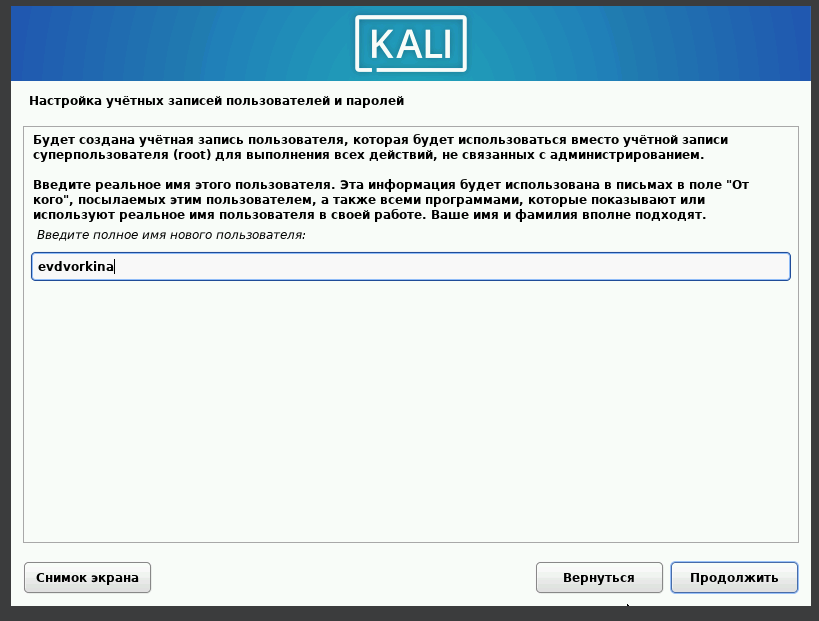 KALI
Настройка учётных записей пользователей и паролей
Будет создана учётная запись пользователя, которая будет использоваться вместо учётной записи
суперпользователя (root) для выполнения всех действий, не связанных с администрированием.
Введите реальное имя этого пользователя. Эта информация будет использована в письмах в поле "От
кого", посылаемых этим пользователем, а также всеми программами, которые показывают или
используют реальное имя пользователя в своей работе. Ваше имя и фамилия вполне подходят.
Введите полное имя нового пользователя:
evdvorkina
Снимок экрана
Вернуться
Продолжить